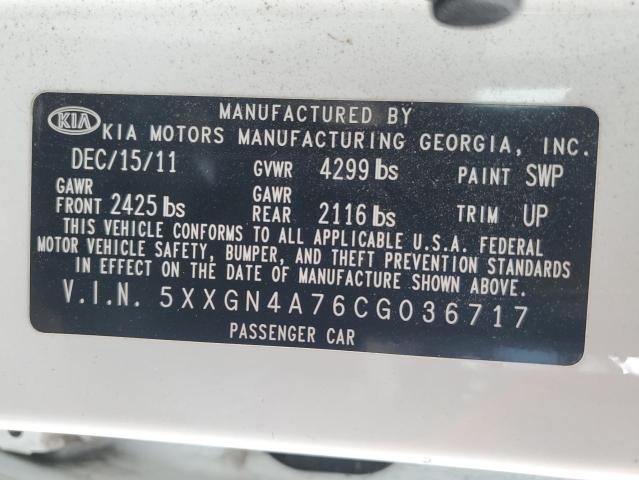 MANUFACTURED BY
KIA KIA MOTORS MANUFACTURING GEORGIA, INC.
DEC/15/11 GVWR 4299 lbs PAINT SWP
GAWR FRONT 2425 lbs GAWR REAR 2116 lbs TRIM UP
THIS VEHICLE CONFORMS TO ALL APPLICABLE U.S.A. FEDERAL
MOTOR VEHICLE SAFETY, BUMPER, AND THEFT PREVENTION STANDARDS
IN EFFECT ON THE DATE OF MANUFACTURE SHOWN ABOVE.
V.I.N. 5XXGN4A76CG036717
PASSENGER CAR